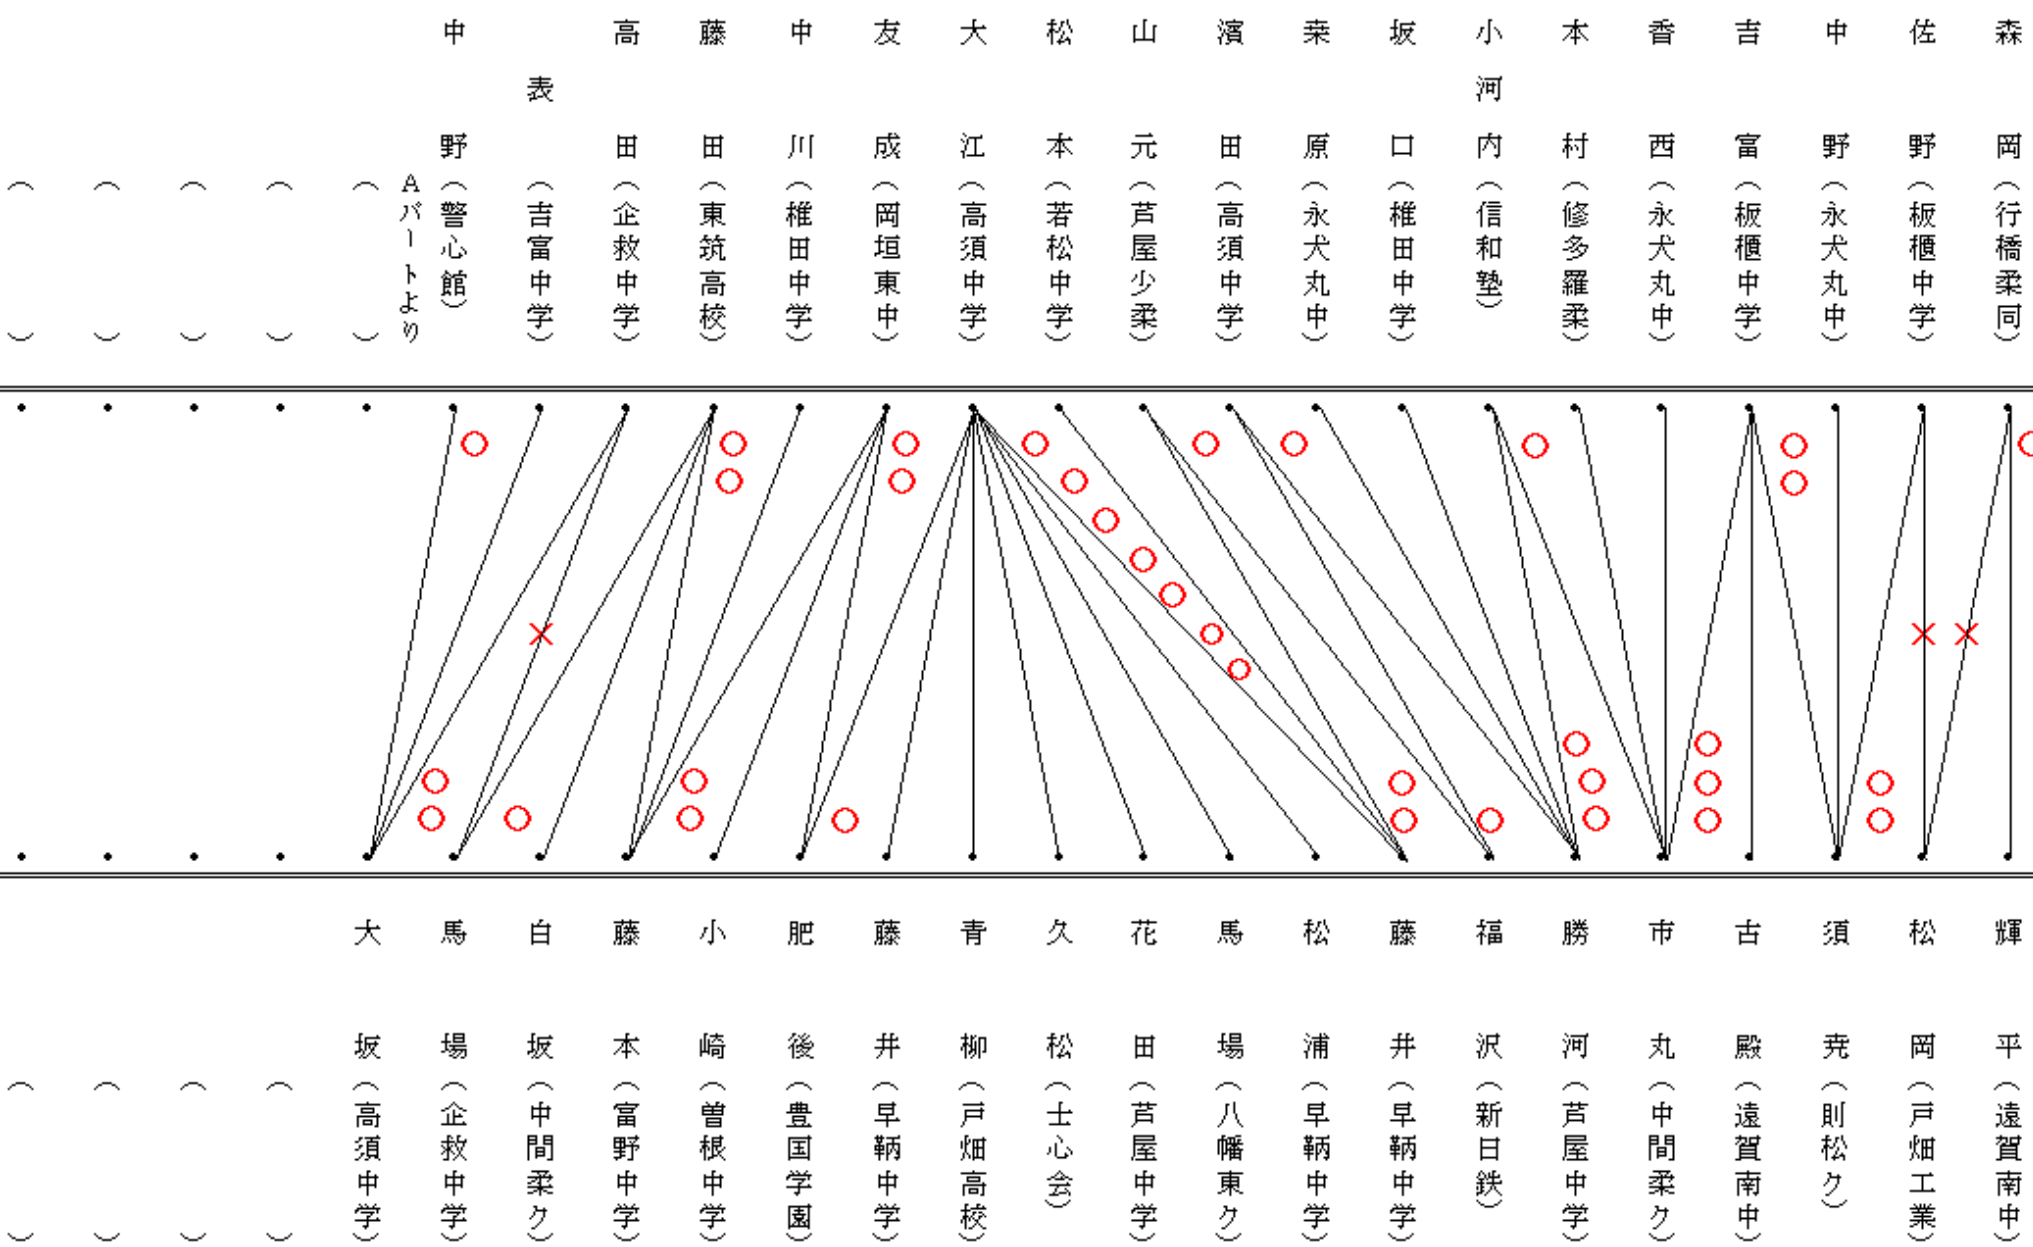 森岡(行橋柔同)
佐野(板櫃中学)
中野(永犬丸中)
吉富(板櫃中学)
香西(永犬丸中)
本村(修多羅柔)
小河内(信和塾)
坂口(椎田中学)
桒原(永犬丸中)
濱田(高須中学)
山元(芦屋少柔)
松本(若松中学)
大江(高須中学)
友成(岡垣東中)
中川(椎田中学)
藤田(東筑高校)
高田(企救中学)
表(吉富中学)
中野(警心館)
Aパートより
( )
( )
( )
( )
( )
輝平(遠賀南中)
松岡(戸畑工業)
須尭(則松ク)
古殿(遠賀南中)
市丸(中間柔ク)
勝河(芦屋中学)
福沢(新日鉄)
藤井(早鞆中学)
松浦(早鞆中学)
馬場(八幡東ク)
花田(芦屋中学)
久松(士心会)
青柳(戸畑高校)
藤井(早鞆中学)
肥後(豊国学園)
小崎(曽根中学)
藤本(富野中学)
白坂(中間柔ク)
馬場(企救中学)
大坂(高須中学)
( )
( )
( )
( )